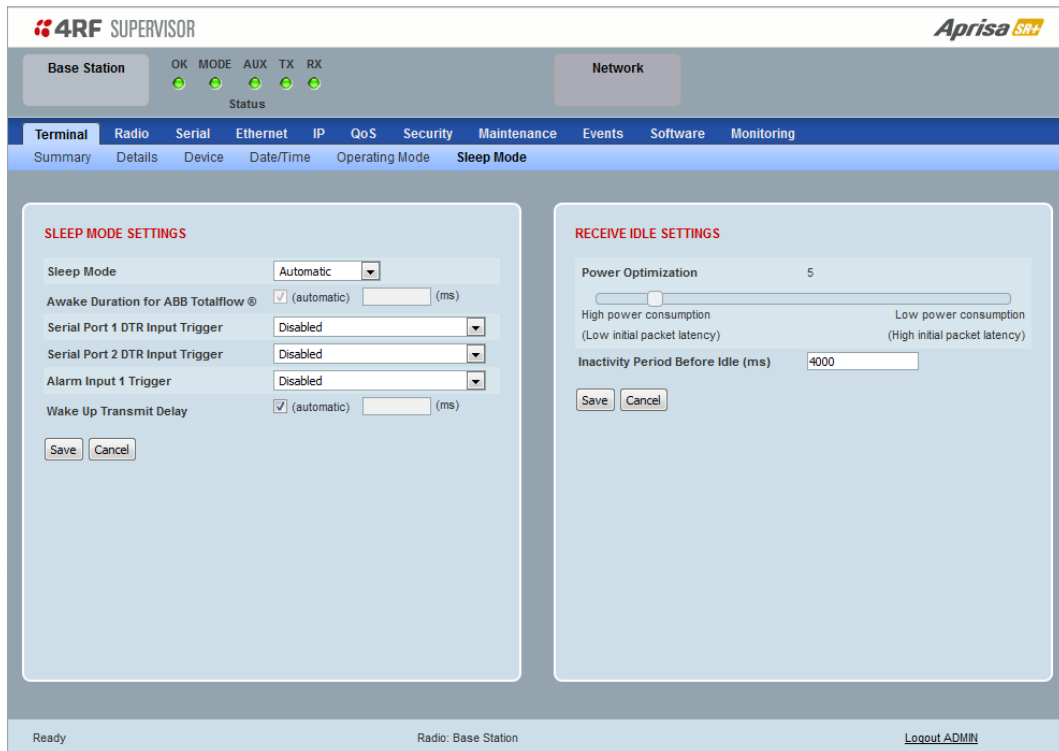 4RF SUPERVISOR
Aprisa SR+
Base Station
OK MODE AUX TX RX
Status
Network
Terminal Radio Serial Ethernet IP QoS Security Maintenance Events Software Monitoring
Summary Details Device Date/Time Operating Mode Sleep Mode
SLEEP MODE SETTINGS
Sleep Mode Automatic
Awake Duration for ABB Totalflow ® (automatic) (ms)
Serial Port 1 DTR Input Trigger Disabled
Serial Port 2 DTR Input Trigger Disabled
Alarm Input 1 Trigger Disabled
Wake Up Transmit Delay (automatic) (ms)
Save Cancel
RECEIVE IDLE SETTINGS
Power Optimization 5
High power consumption Low power consumption
(Low initial packet latency) (High initial packet latency)
Inactivity Period Before Idle (ms) 4000
Save Cancel
Ready Radio: Base Station Logout ADMIN